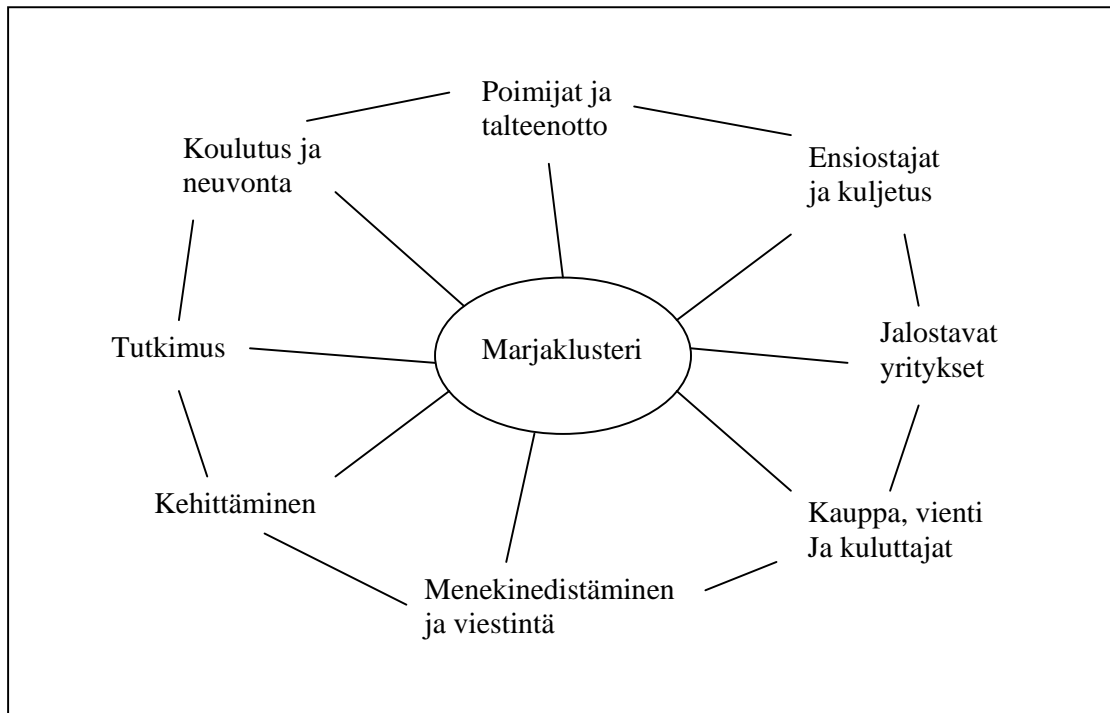 Poimijat ja
talteenotto
Koulutus ja
neuvonta
Ensiostajat
ja kuljetus
Tutkimus
Marjaklusteri
Jalostavat
yritykset
Kehittäminen
Kauppa, vienti
Ja kuluttajat
Menekinedistäminen
ja viestintä